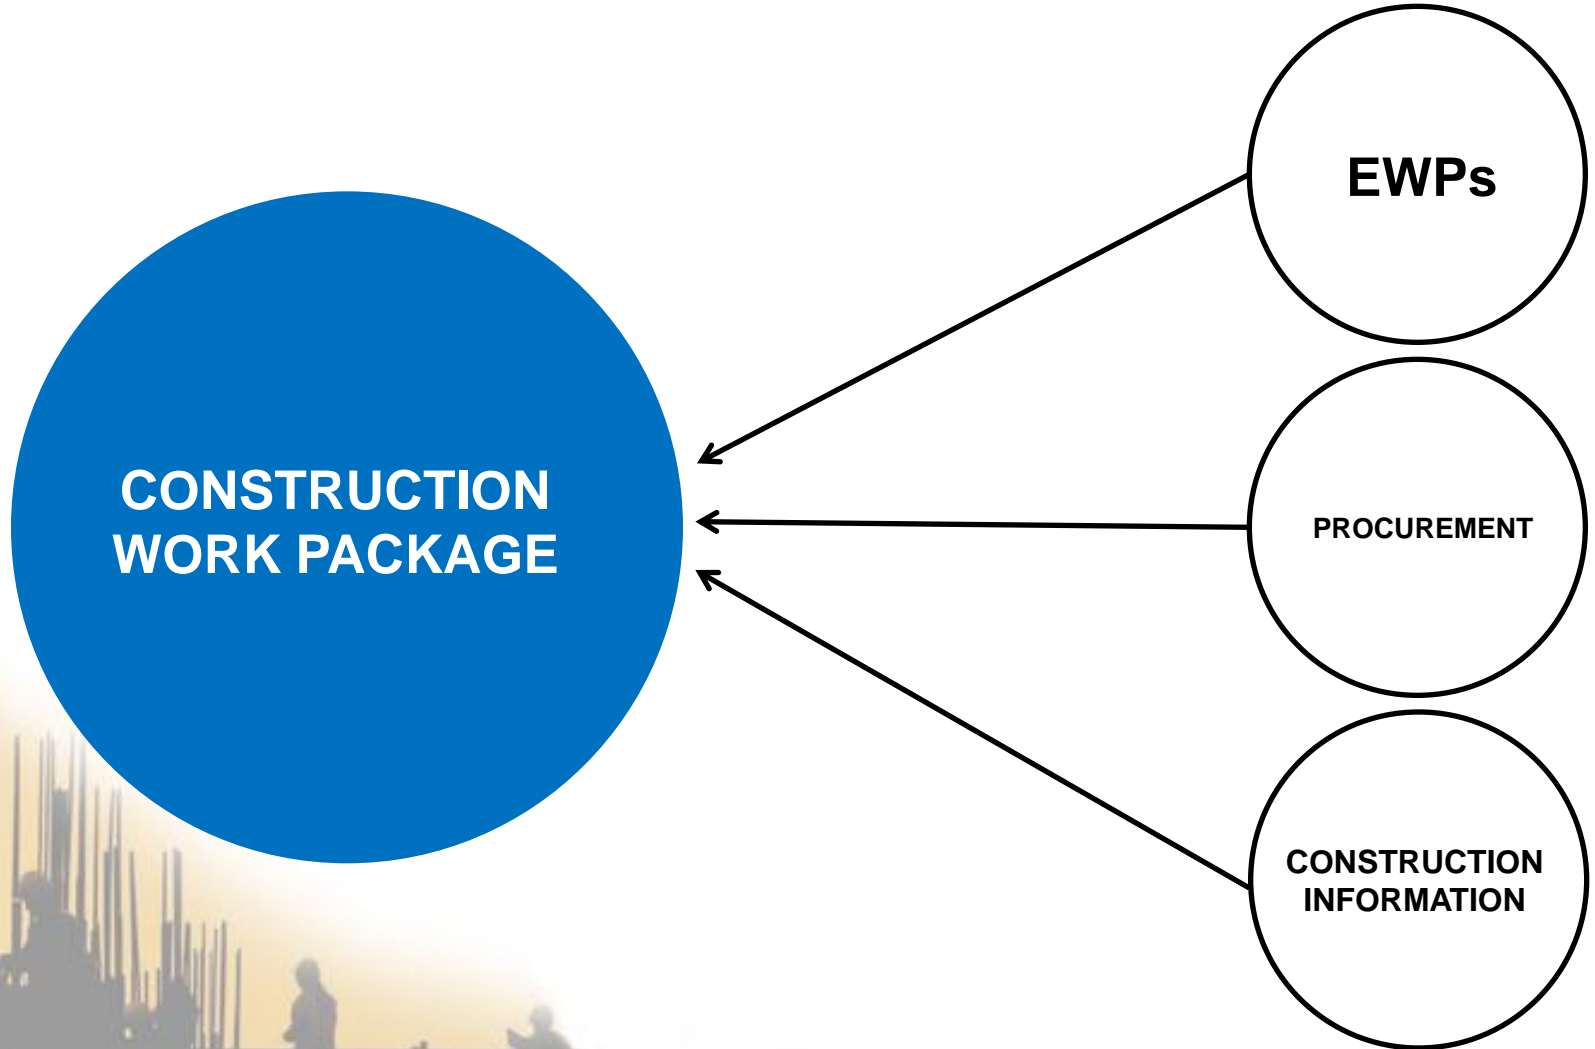 CONSTRUCTION
WORK PACKAGE
EWPs
PROCUREMENT
CONSTRUCTION
INFORMATION